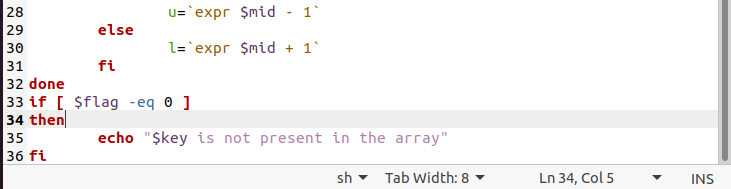 28 u=`expr $mid - 1`
29 else
30 l=`expr $mid + 1`
31 fi
32 done
33 if [ $flag -eq 0 ]
34 then
35 echo "$key is not present in the array"
36 fi
sh Tab Width: 8 Ln 34, Col 5 INS